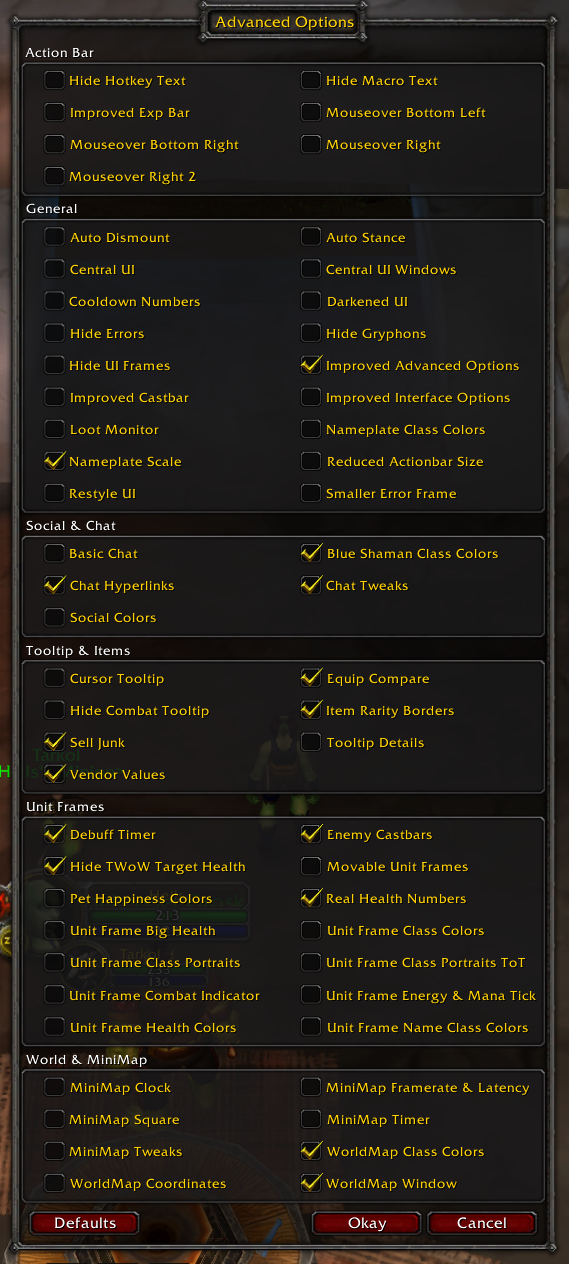 Advanced Options
Action Bar
Hide Hotkey Text Hide Macro Text
Improved Exp Bar Mouseover Bottom Left
Mouseover Bottom Right Mouseover Right
Mouseover Right 2
General
Auto Dismount Auto Stance
Central UI Central UI Windows
Cooldown Numbers Darkened UI
Hide Errors Hide Gryphons
Hide UI Frames Improved Advanced Options
Improved Castbar Improved Interface Options
Loot Monitor Nameplate Class Colors
Nameplate Scale Reduced Actionbar Size
Restyle UI Smaller Error Frame
Social & Chat
Basic Chat Blue Shaman Class Colors
Chat Hyperlinks Chat Tweaks
Social Colors
Tooltip & Items
Cursor Tooltip Equip Compare
Hide Combat Tooltip Item Rarity Borders
Sell Junk Tooltip Details
Vendor Values
Unit Frames
Debuff Timer Enemy Castbars
Hide TWoW Target Health Movable Unit Frames
Pet Happiness Colors Real Health Numbers
213
Unit Frame Big Health Unit Frame Class Colors
Unit Frame Class Portraits Unit Frame Class Portraits ToT
136
Unit Frame Combat Indicator Unit Frame Energy & Mana Tick
Unit Frame Health Colors Unit Frame Name Class Colors
World & MiniMap
MiniMap Clock MiniMap Framerate & Latency
MiniMap Square MiniMap Timer
MiniMap Tweaks WorldMap Class Colors
WorldMap Coordinates WorldMap Window
Defaults Okay Cancel